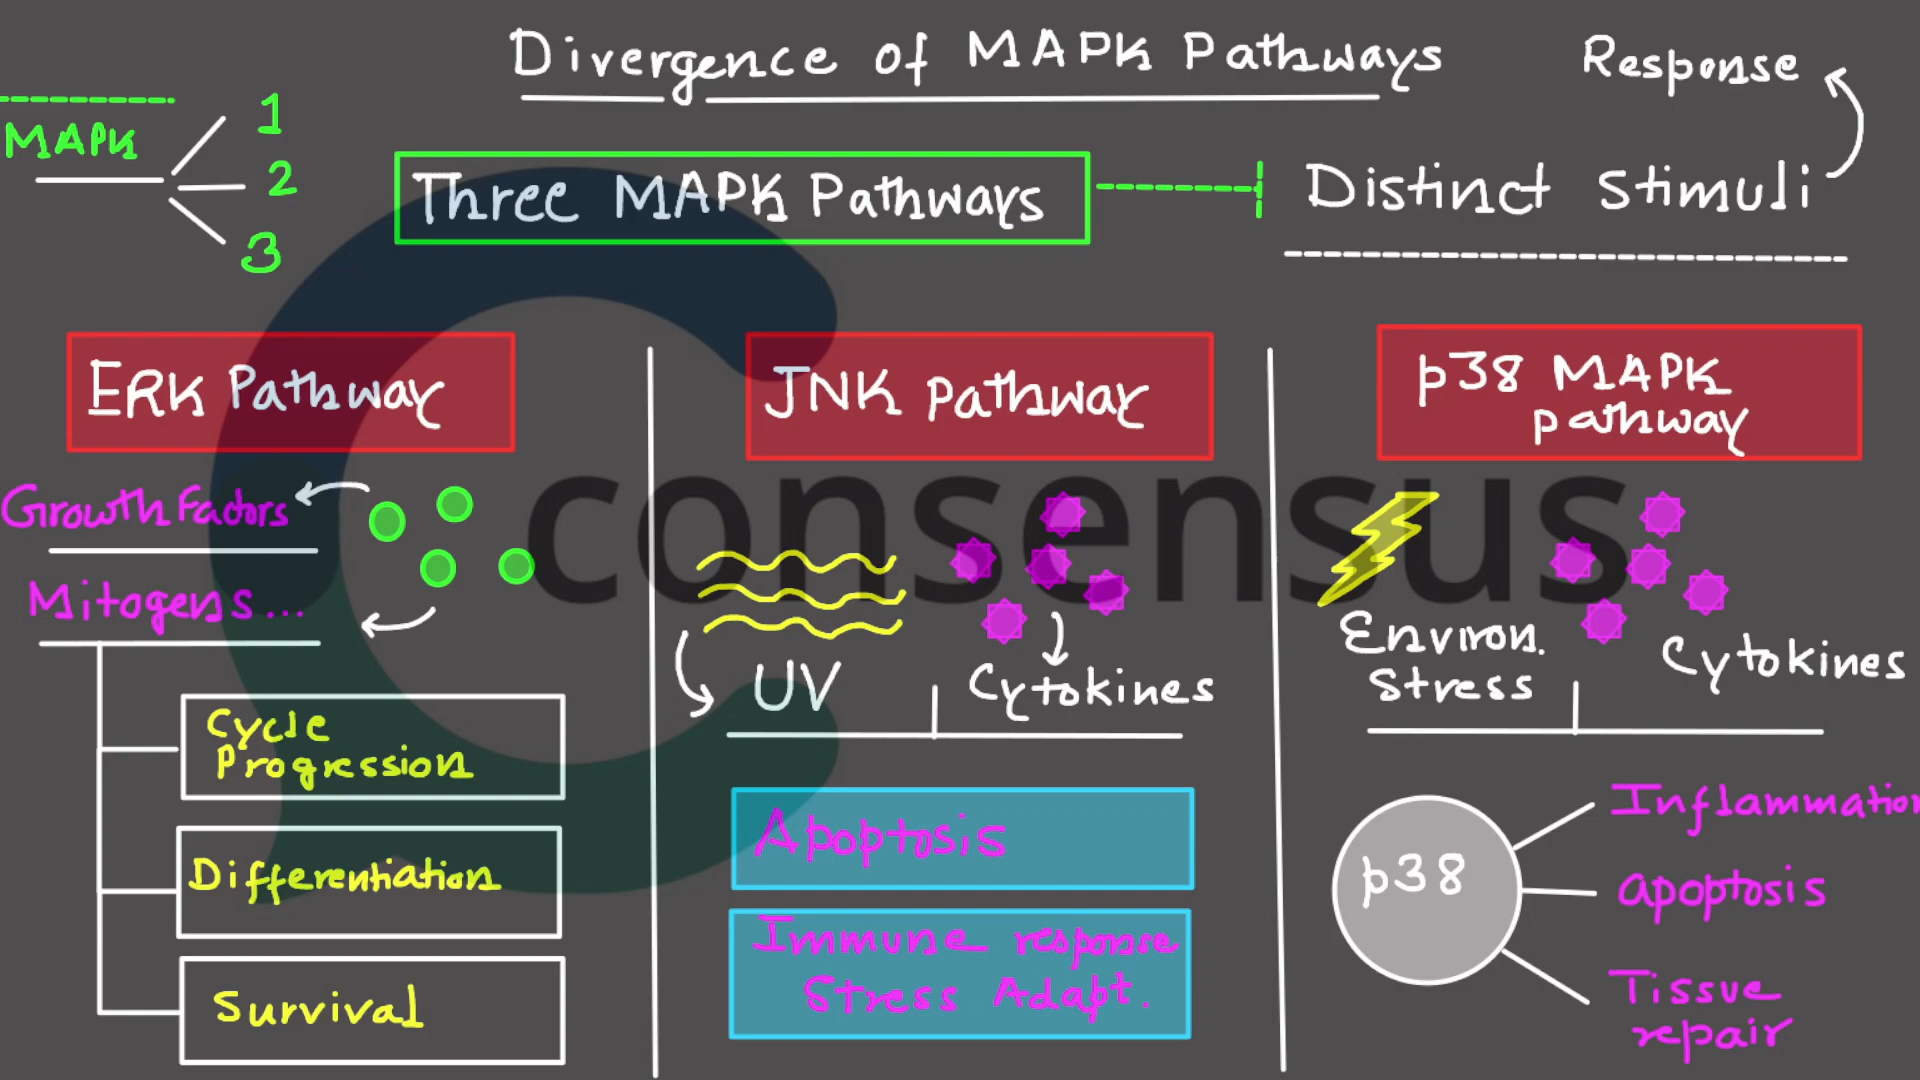 Divergence of MAPK Pathways
Response
MAPK
1
2
3
Three MAPK Pathways
Distinct Stimuli
ERK Pathway
Growth Factors
Mitogens...
Cycle
Progression
Differentiation
Survival
JNK pathway
UV
Cytokines
Apoptosis
Immune response
Stress Adapt.
p38 MAPK
pathway
Environ.
Stress
Cytokines
p38
Inflammation
apoptosis
Tissue
repair
consensus